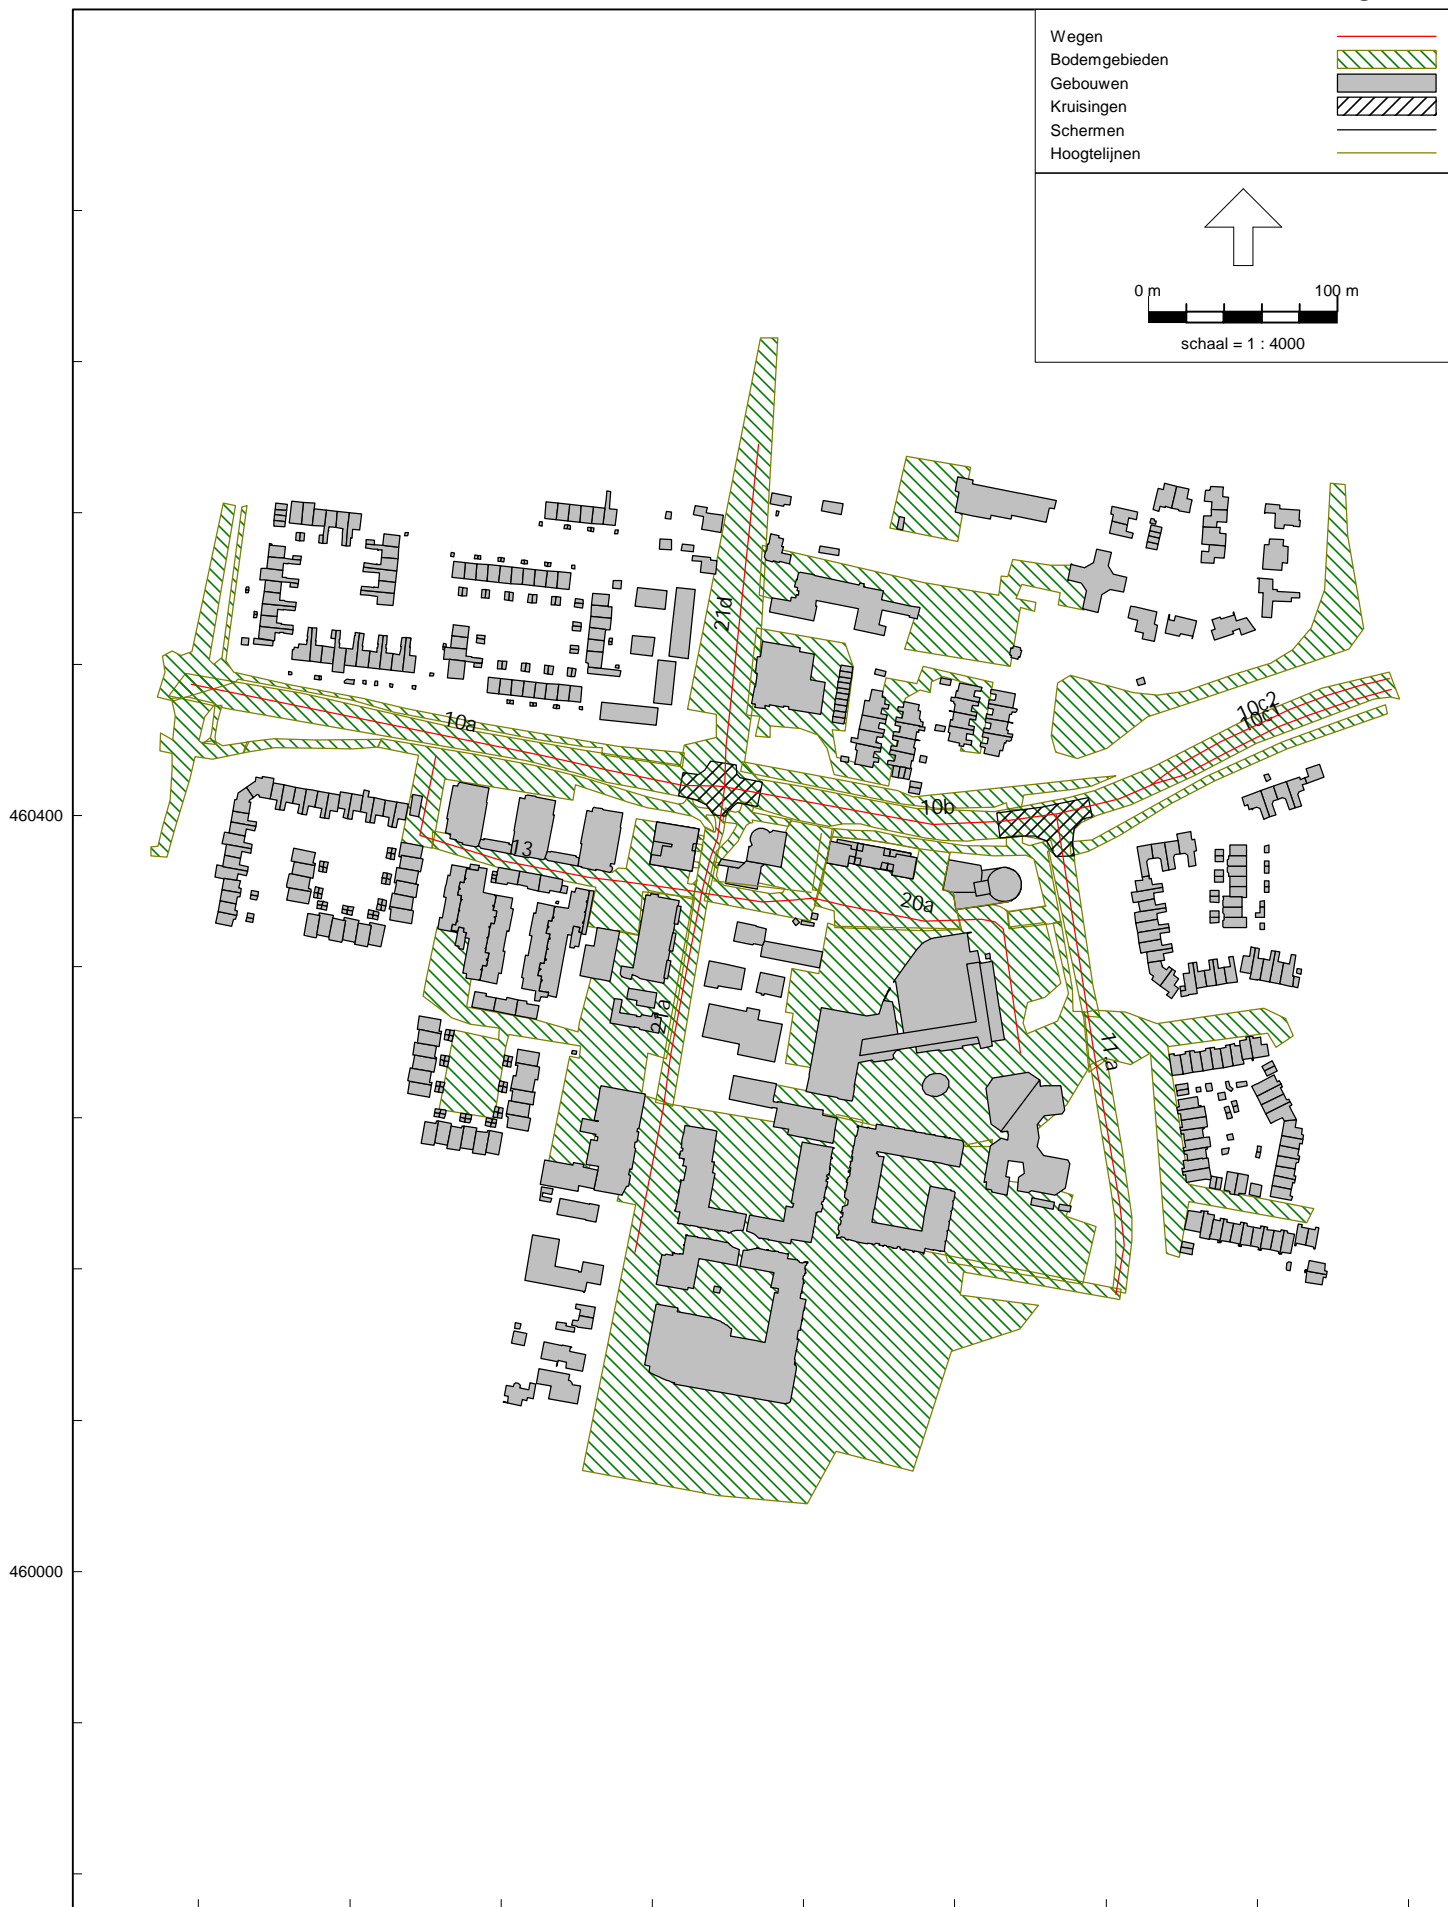 Wegen
Bodemgebieden
Gebouwen
Kruisingen
Schermen
Hoogtelijnen
0 m 100 m
schaal = 1 : 4000
21d
10c2
10c1
10a
10b
460400
13
20a
21a
11a
460000